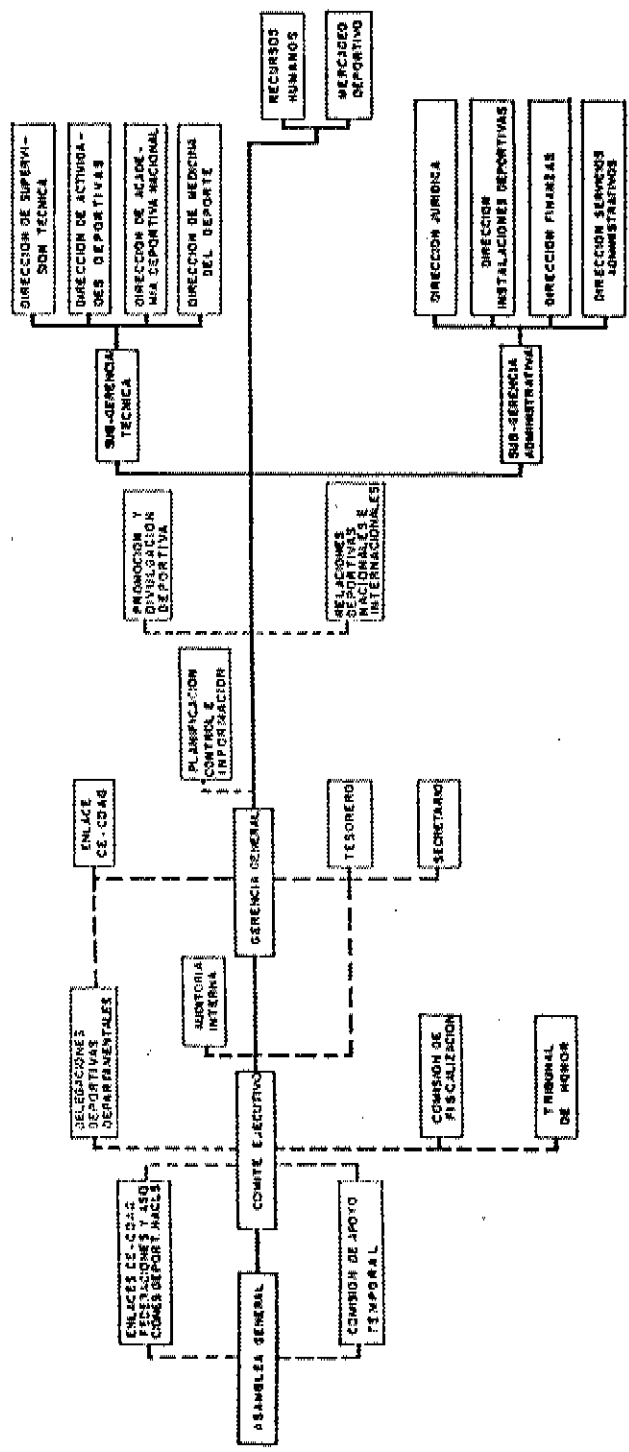 ASAMBLEA GENERAL
ENLACES CE-CDAG
FEDERACIONES Y ASO
CIONES DEPORT. NACLS
COMISION DE APOYO
TEMPORAL
COMITE EJECUTIVO
DELEGACIONES
DEPORTIVAS
DEPARTAMENTALES
COMISION DE
FISCALIZACION
TRIBUNAL
DE HONOR
AUDITORIA
INTERNA
TESORERO
GERENCIA GENERAL
ENLACE
CE-CDAG
SECRETARIO
PLANIFICACION
CONTROL E
INFORMACION
PROMOCION Y
DIVULGACION
DEPORTIVA
RELACIONES
DEPORTIVAS
NACIONALES E
INTERNACIONALES
SUB-GERENCIA
TECNICA
DIRECCION DE SUPERVI-
SION TECNICA
DIRECCION DE ACTIVIDA-
DES DEPORTIVAS
DIRECCION DE ACADE-
MIA DEPORTIVA NACIONAL
DIRECCION DE MEDICINA
DEL DEPORTE
RECURSOS
HUMANOS
MERCADEO
DEPORTIVO
SUB-GERENCIA
ADMINISTRATIVA
DIRECCION JURIDICA
DIRECCION
INSTALACIONES DEPORTIVAS
DIRECCION FINANZAS
DIRECCION SERVICIOS
ADMINISTRATIVOS